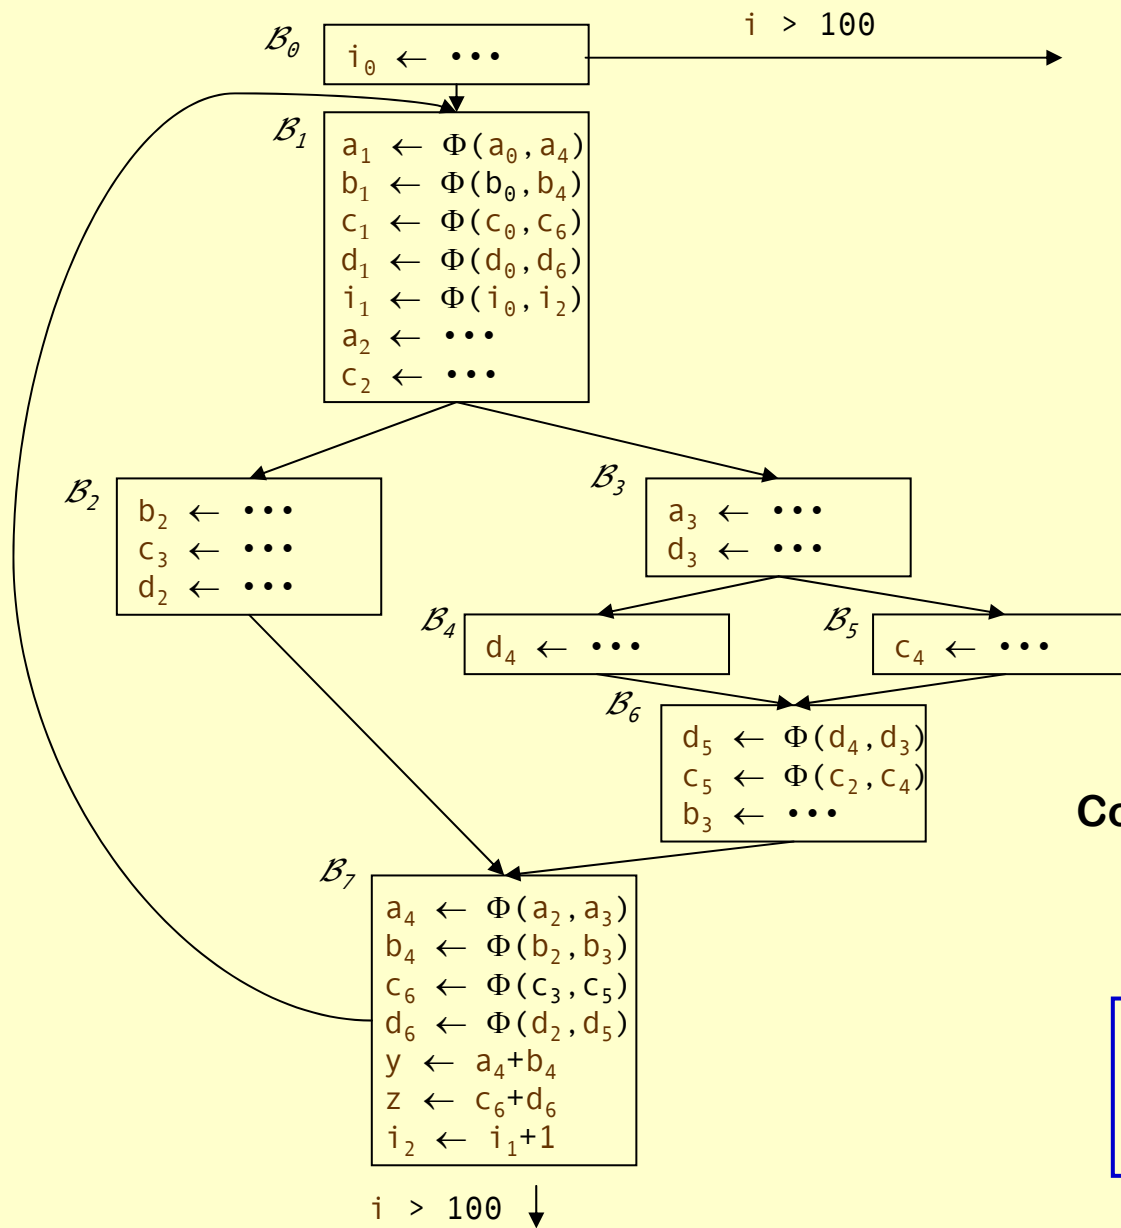 B₀
i₀ ← •••
i > 100
B₁
a₁ ← Φ(a₀,a₄)
b₁ ← Φ(b₀,b₄)
c₁ ← Φ(c₀,c₆)
d₁ ← Φ(d₀,d₆)
i₁ ← Φ(i₀,i₂)
a₂ ← •••
c₂ ← •••
B₂
b₂ ← •••
c₃ ← •••
d₂ ← •••
B₃
a₃ ← •••
d₃ ← •••
B₄
d₄ ← •••
B₅
c₄ ← •••
B₆
d₅ ← Φ(d₄,d₃)
c₅ ← Φ(c₂,c₄)
b₃ ← •••
B₇
a₄ ← Φ(a₂,a₃)
b₄ ← Φ(b₂,b₃)
c₆ ← Φ(c₃,c₅)
d₆ ← Φ(d₂,d₅)
y ← a₄+b₄
z ← c₆+d₆
i₂ ← i₁+1
i > 100